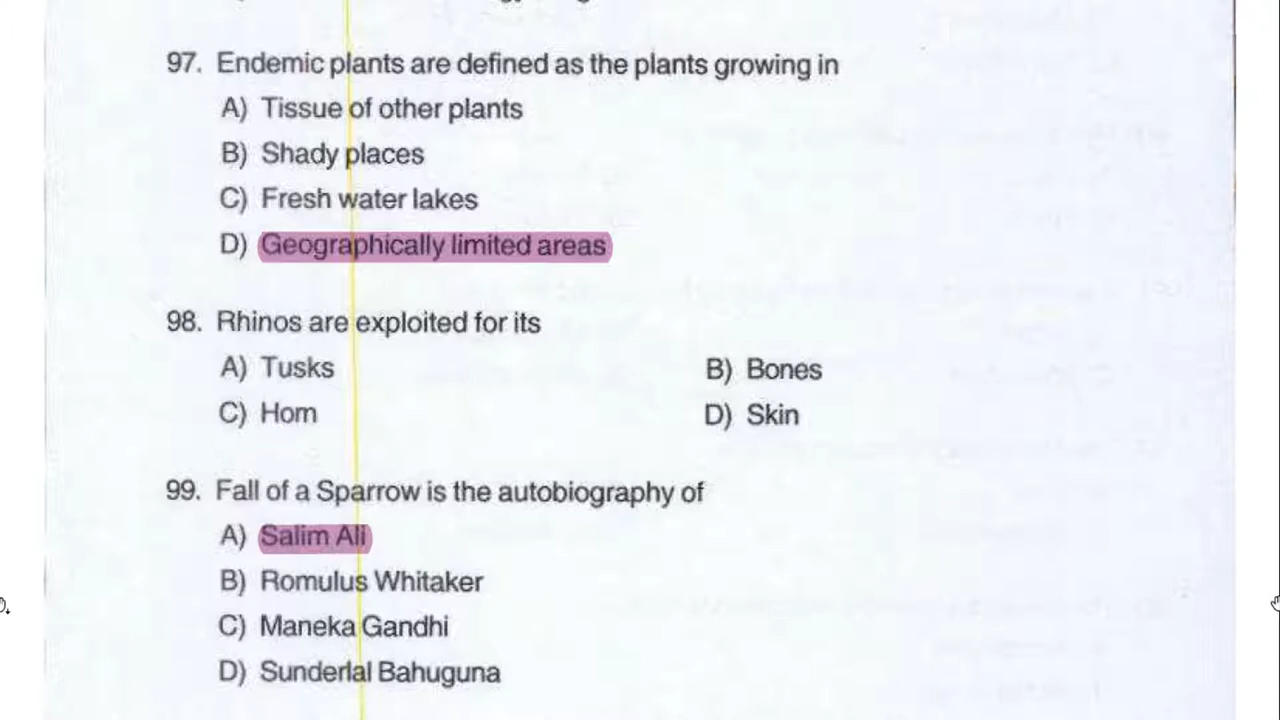 97. Endemic plants are defined as the plants growing in
A) Tissue of other plants
B) Shady places
C) Fresh water lakes
D) Geographically limited areas
98. Rhinos are exploited for its
A) Tusks B) Bones
C) Horn D) Skin
99. Fall of a Sparrow is the autobiography of
A) Salim Ali
B) Romulus Whitaker
C) Maneka Gandhi
D) Sunderlal Bahuguna